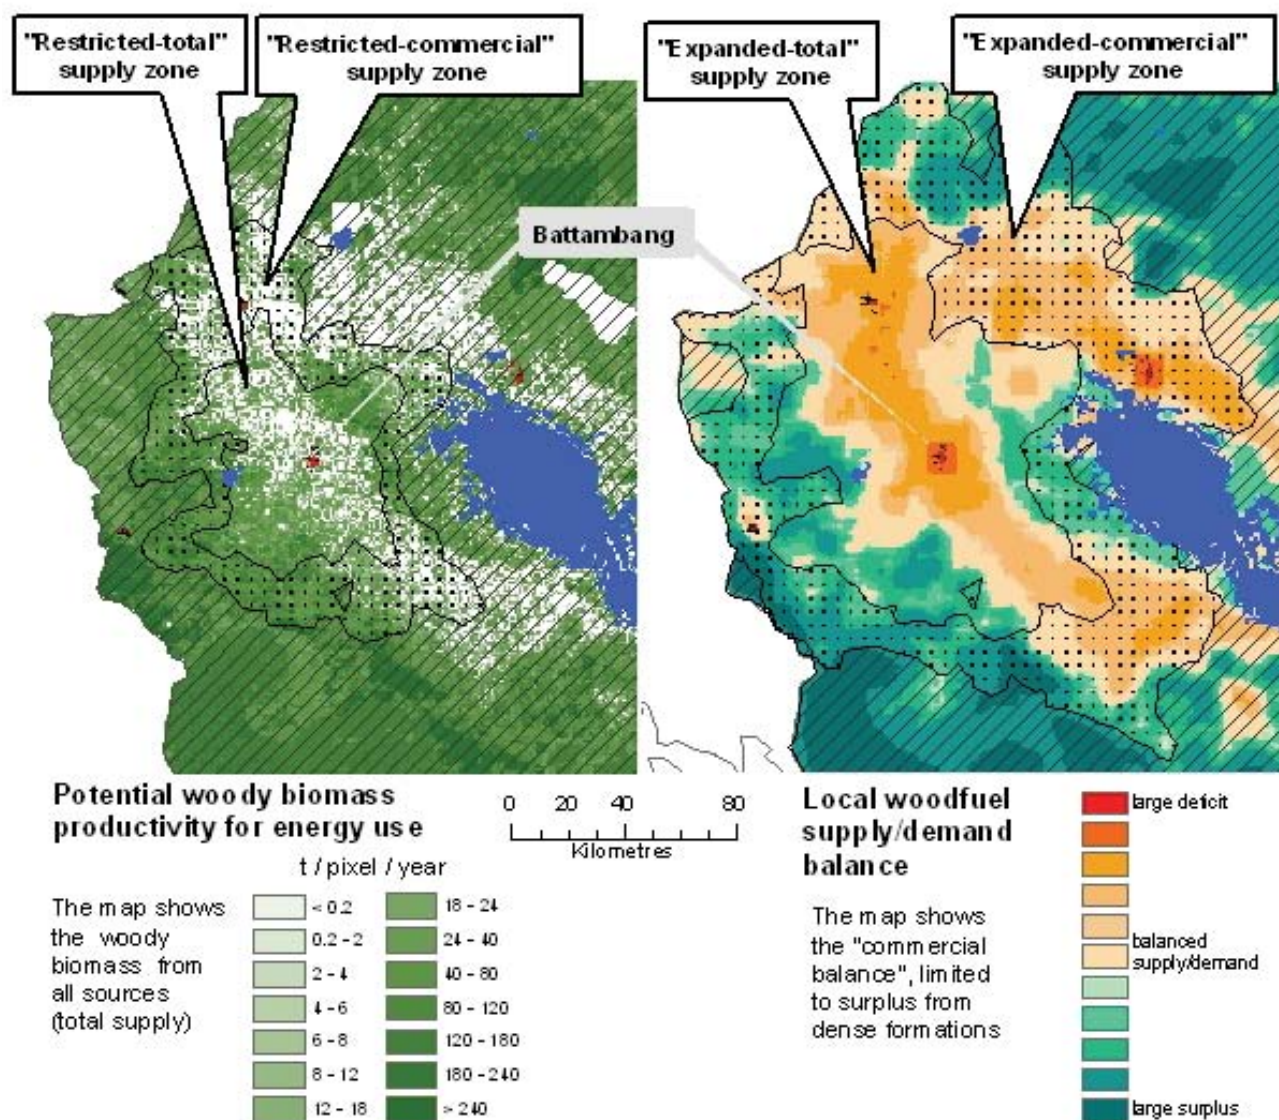 "Restricted-total"
supply zone
"Restricted-commercial"
supply zone
"Expanded-total"
supply zone
"Expanded-commercial"
supply zone
Battambang
Potential woody biomass
productivity for energy use
t / pixel / year
The map shows
the woody
biomass from
all sources
(total supply)
< 0.2
0.2 - 2
2 - 4
4 - 6
6 - 8
8 - 12
12 - 18
18 - 24
24 - 40
40 - 80
80 - 120
120 - 180
180 - 240
> 240
0 20 40 80
Kilometres
Local woodfuel
supply/demand
balance
The map shows
the "commercial
balance", limited
to surplus from
dense formations
large deficit
balanced
supply/demand
large surplus